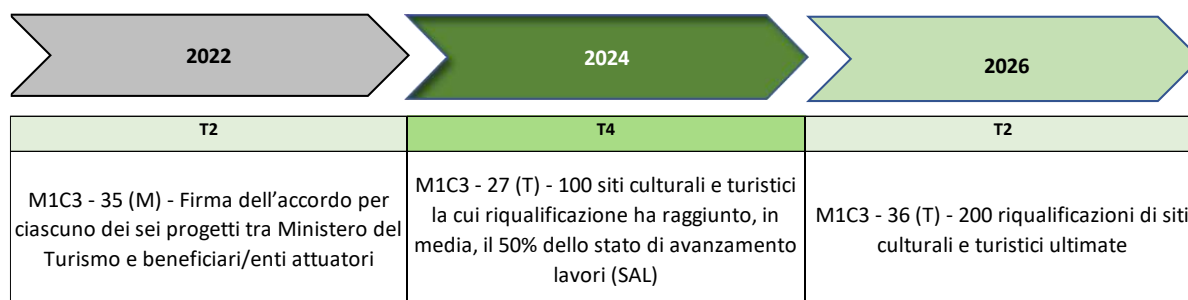 2022
2024
2026
T2
T4
T2
M1C3 - 35 (M) - Firma dell’accordo per
ciascuno dei sei progetti tra Ministero del
Turismo e beneficiari/enti attuatori
M1C3 - 27 (T) - 100 siti culturali e turistici
la cui riqualificazione ha raggiunto, in
media, il 50% dello stato di avanzamento
lavori (SAL)
M1C3 - 36 (T) - 200 riqualificazioni di siti
culturali e turistici ultimate